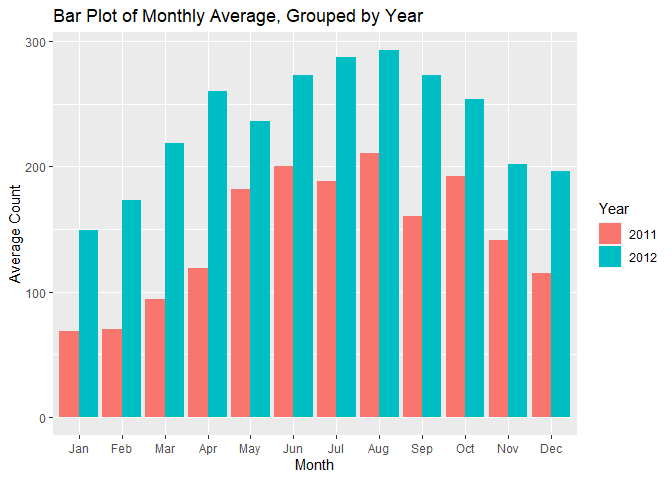 Bar Plot of Monthly Average, Grouped by Year
300
200
100
0
Average Count
Jan Feb Mar Apr May Jun Jul Aug Sep Oct Nov Dec
Month
Year
2011
2012